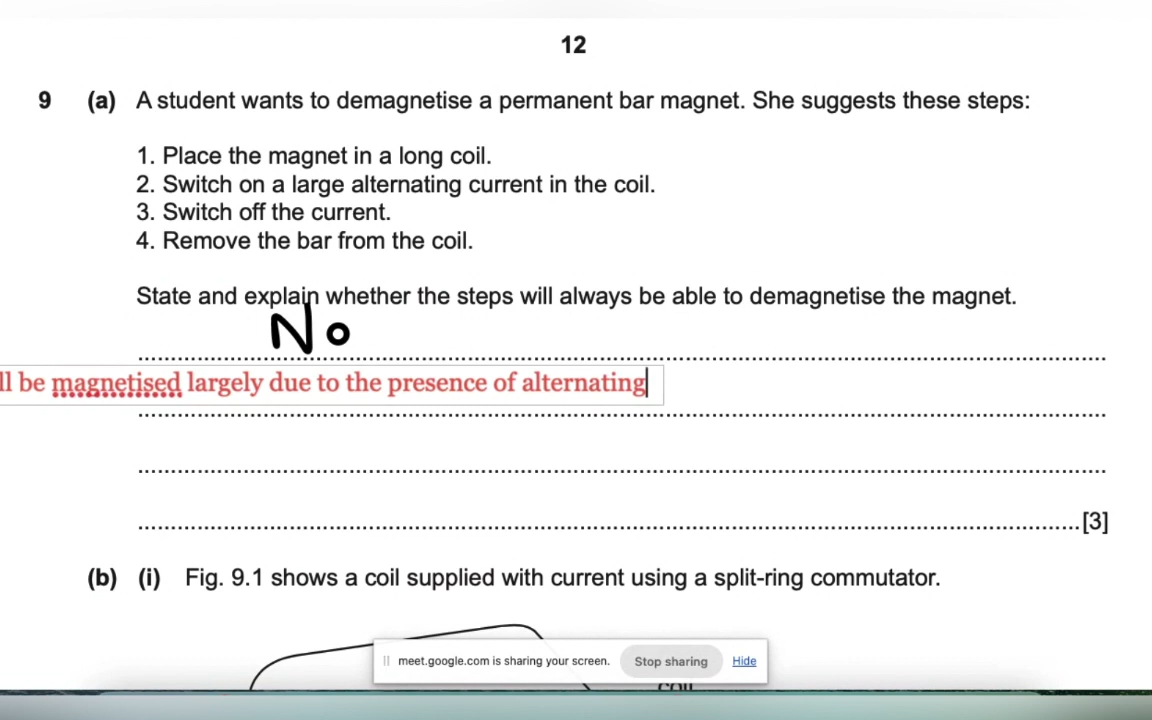 12
9 (a) A student wants to demagnetise a permanent bar magnet. She suggests these steps:
1. Place the magnet in a long coil.
2. Switch on a large alternating current in the coil.
3. Switch off the current.
4. Remove the bar from the coil.
State and explain whether the steps will always be able to demagnetise the magnet.
No
ll be magnetised largely due to the presence of alternating
[3]
(b) (i) Fig. 9.1 shows a coil supplied with current using a split-ring commutator.
meet.google.com is sharing your screen. Stop sharing Hide
coil